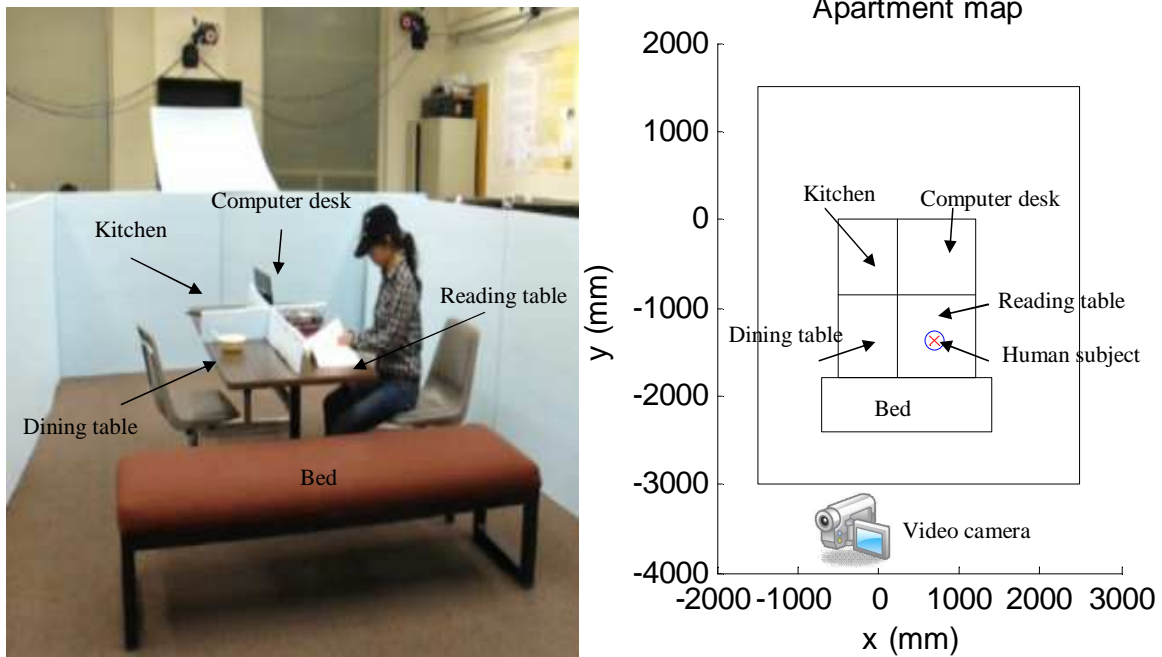 Computer desk
Kitchen
Reading table
Dining table
Bed
Apartment map
2000
1000
0
-1000
-2000
-3000
-4000
y (mm)
Kitchen
Computer desk
Reading table
Dining table
Human subject
Bed
Video camera
-2000 -1000 0 1000 2000 3000
x (mm)